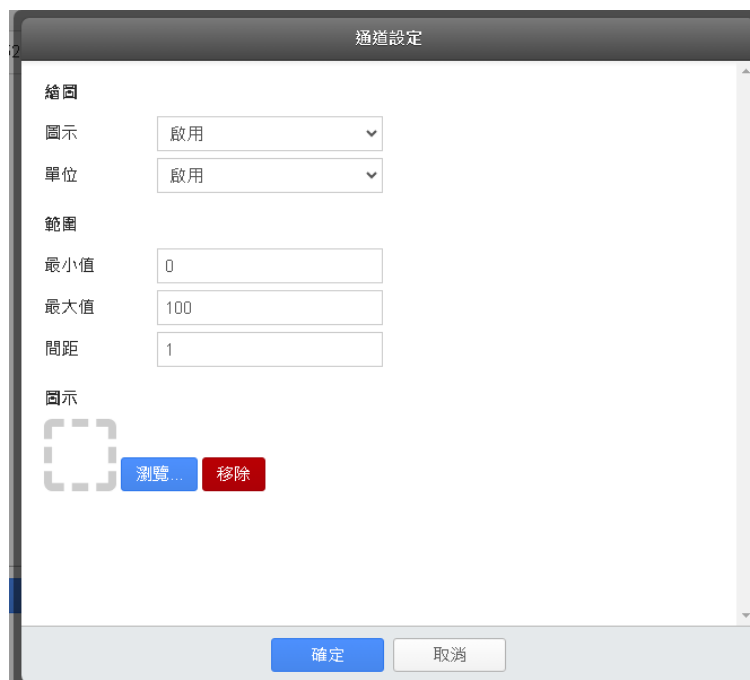 通道設定
繪圖
圖示 啟用
單位 啟用
範圍
最小值 0
最大值 100
間距 1
圖示
瀏覽... 移除
確定 取消